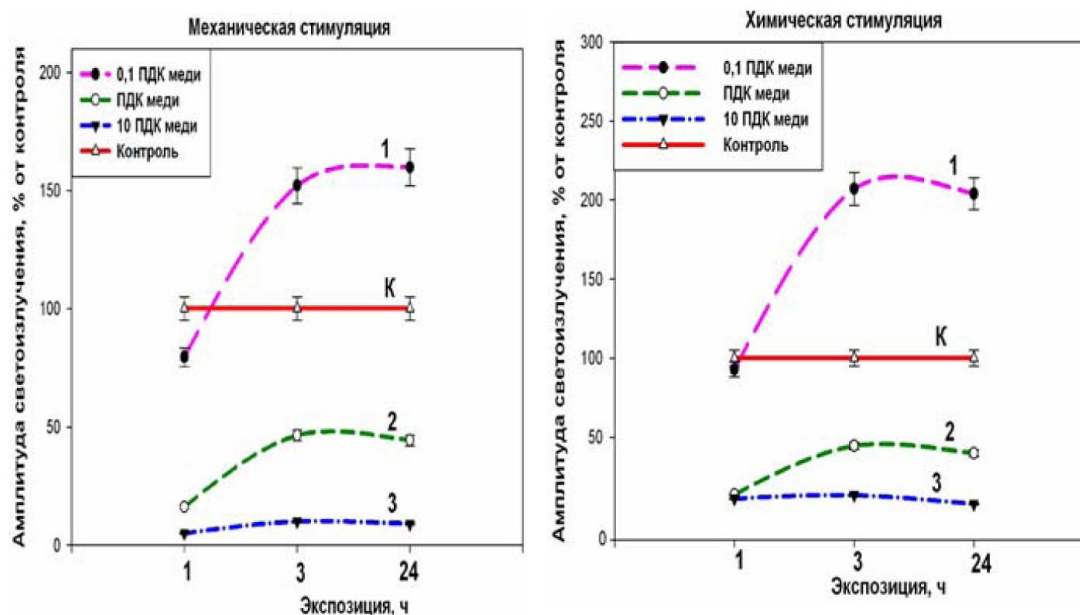 Механическая стимуляция
Амплитуда светоизлучения, % от контроля
200
150
100
50
0
0,1 ПДК меди
ПДК меди
10 ПДК меди
Контроль
1
К
2
3
1
3
24
Экспозиция, ч
Химическая стимуляция
Амплитуда светоизлучения, % от контроля
300
250
200
150
100
50
0
0,1 ПДК меди
ПДК меди
10 ПДК меди
Контроль
1
К
2
3
1
3
24
Экспозиция, ч